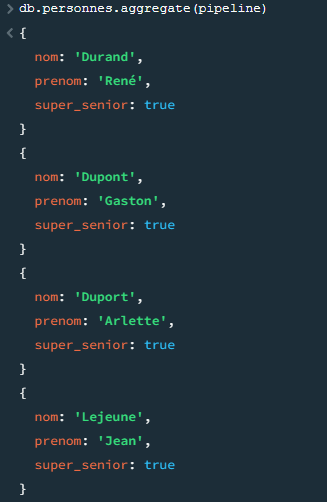 > db.personnes.aggregate(pipeline)
< {
nom: 'Durand',
prenom: 'René',
super_senior: true
}
{
nom: 'Dupont',
prenom: 'Gaston',
super_senior: true
}
{
nom: 'Duport',
prenom: 'Arlette',
super_senior: true
}
{
nom: 'Lejeune',
prenom: 'Jean',
super_senior: true
}